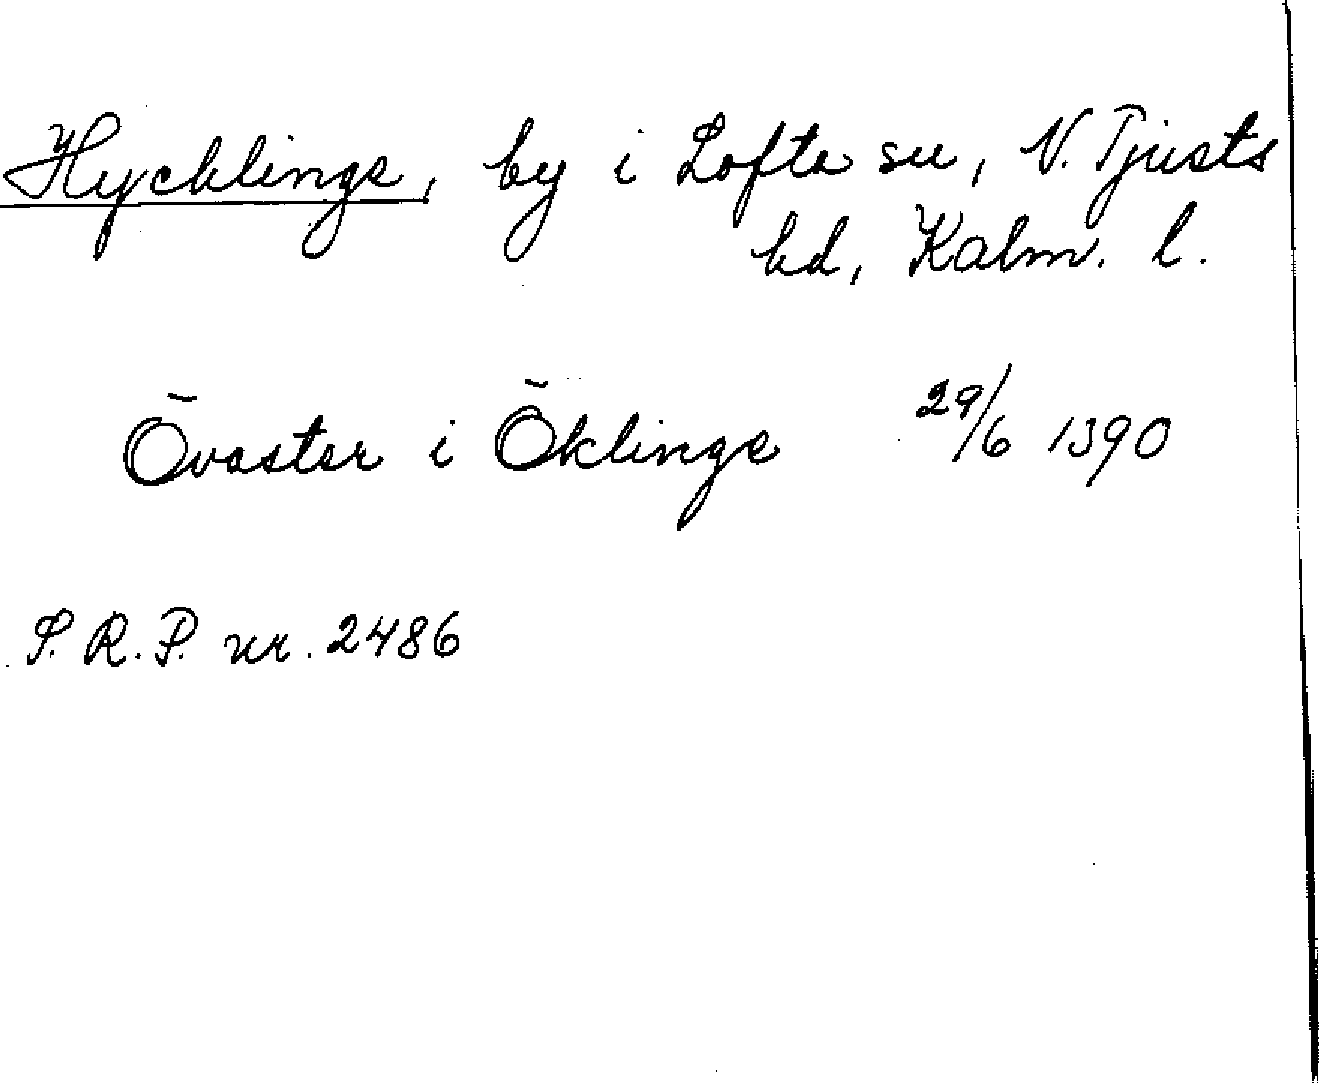 Hycklinge, by i Lofta sn, N. Tjusts
hd, Kalm. l.
Övaster i Öklinge 29/6 1390
S. R. P. nr. 2486